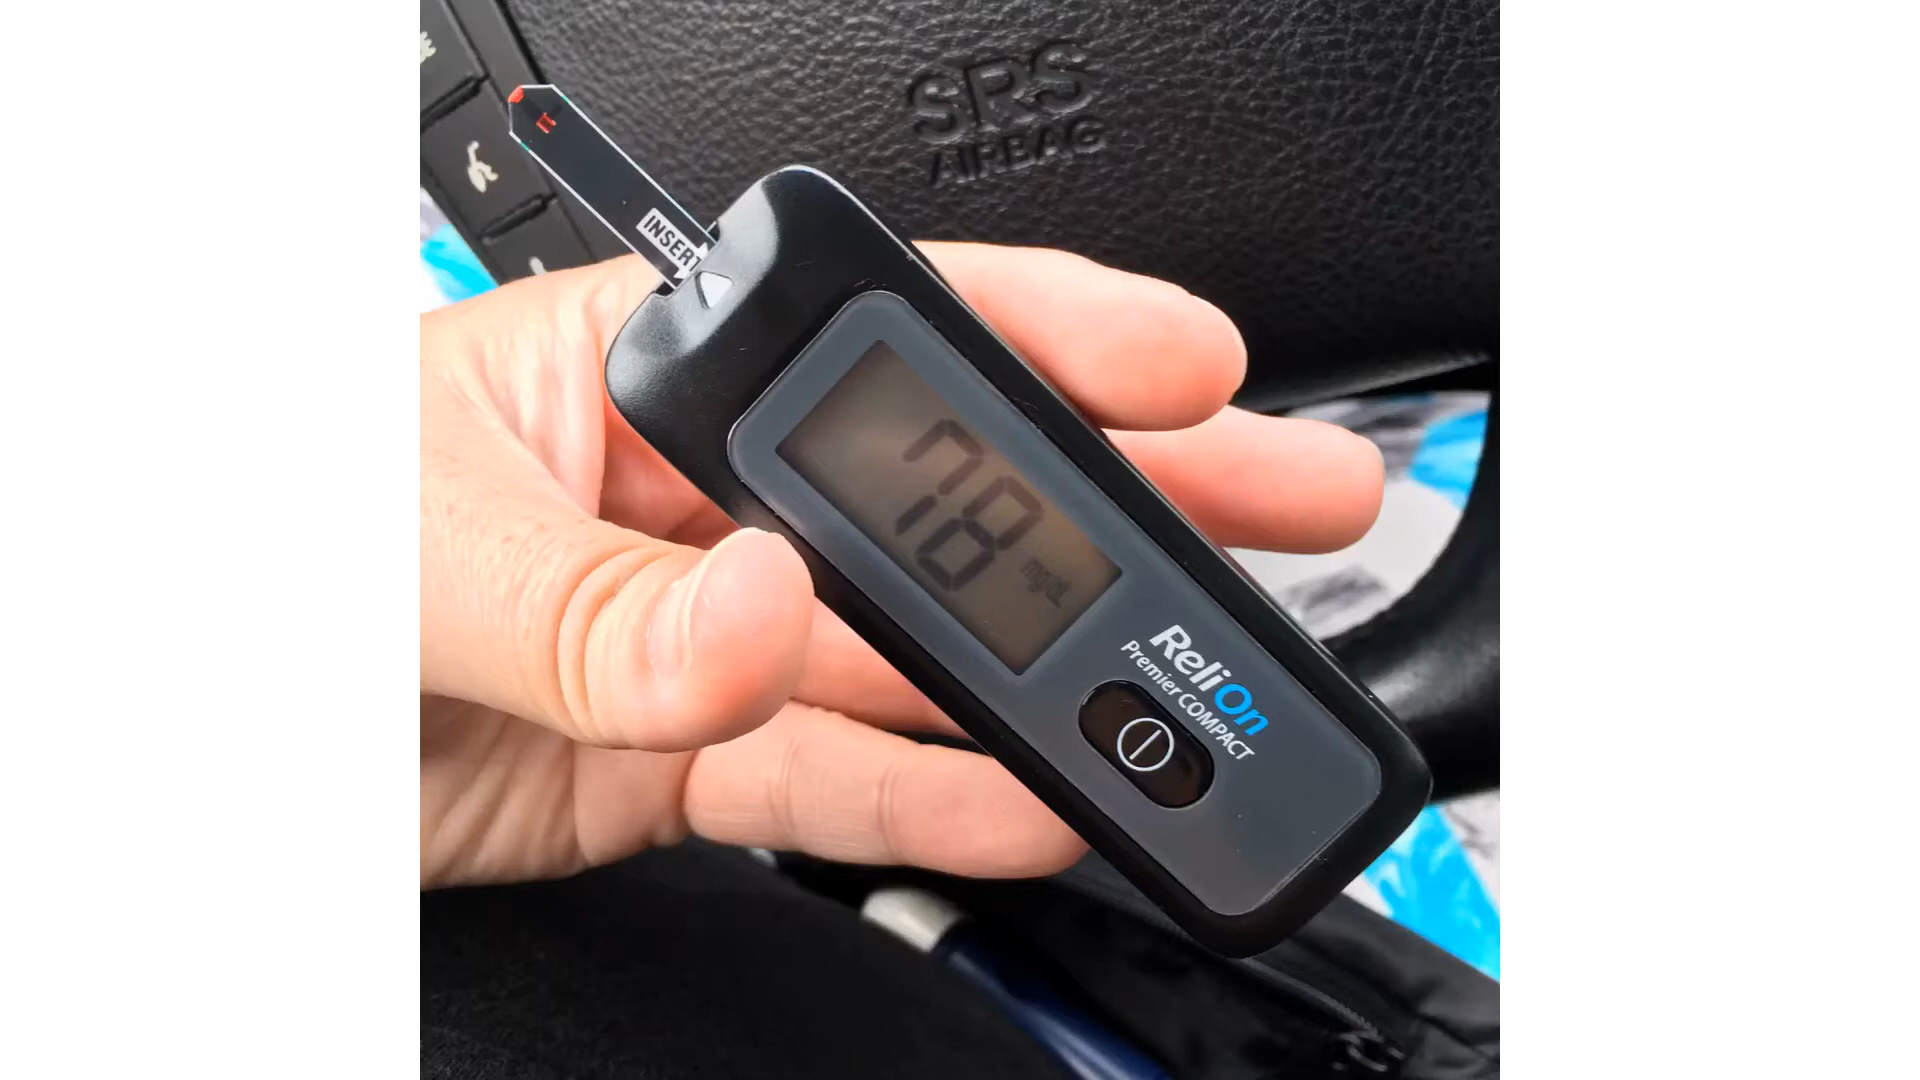 SRS
AIRBAG
INSERT
78
mg/dL
ReliOn
Premier COMPACT